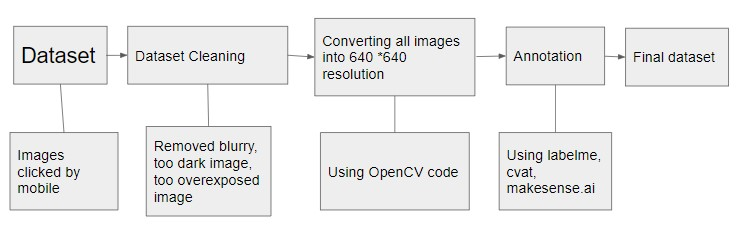 Dataset
Dataset Cleaning
Converting all images
into 640 *640
resolution
Annotation
Final dataset
Images
clicked by
mobile
Removed blurry,
too dark image,
too overexposed
image
Using OpenCV code
Using labelme,
cvat,
makesense.ai